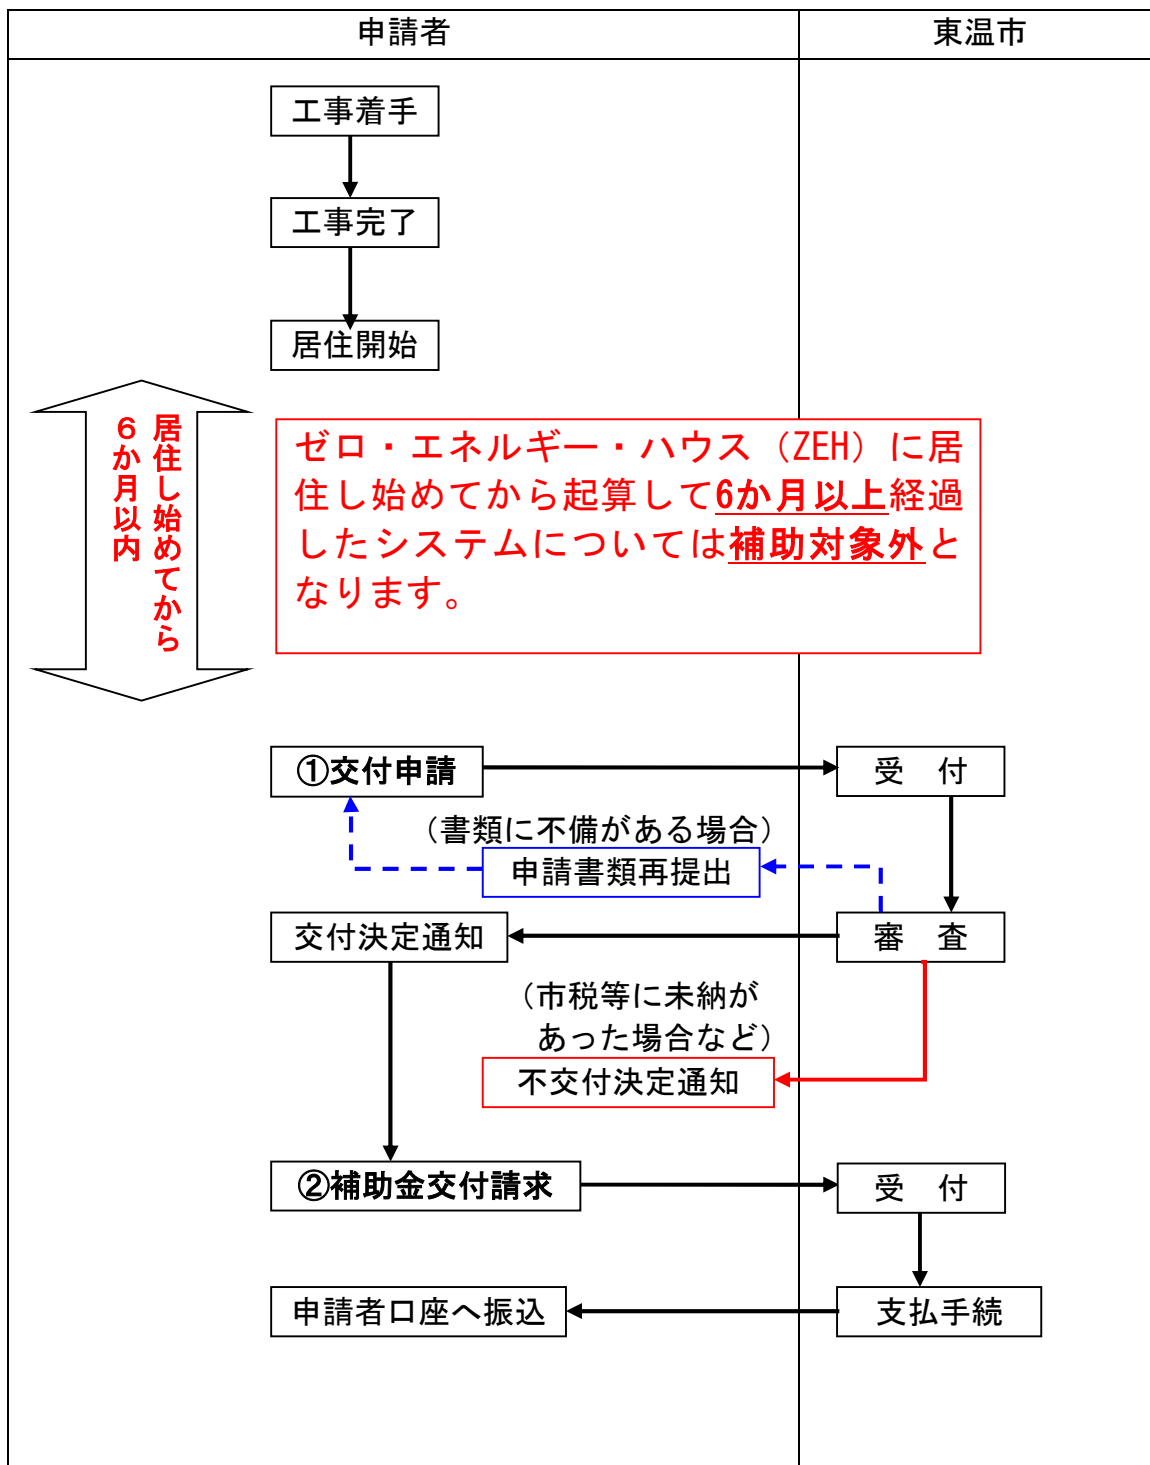 申請者
東温市
工事着手
工事完了
居住開始
居住し始めてから
６か月以内
ゼロ・エネルギー・ハウス（ZEH）に居
住し始めてから起算して6か月以上経過
したシステムについては補助対象外と
なります。
①交付申請
受　付
（書類に不備がある場合）
申請書類再提出
交付決定通知
審　査
（市税等に未納が
あった場合など）
不交付決定通知
②補助金交付請求
受　付
申請者口座へ振込
支払手続